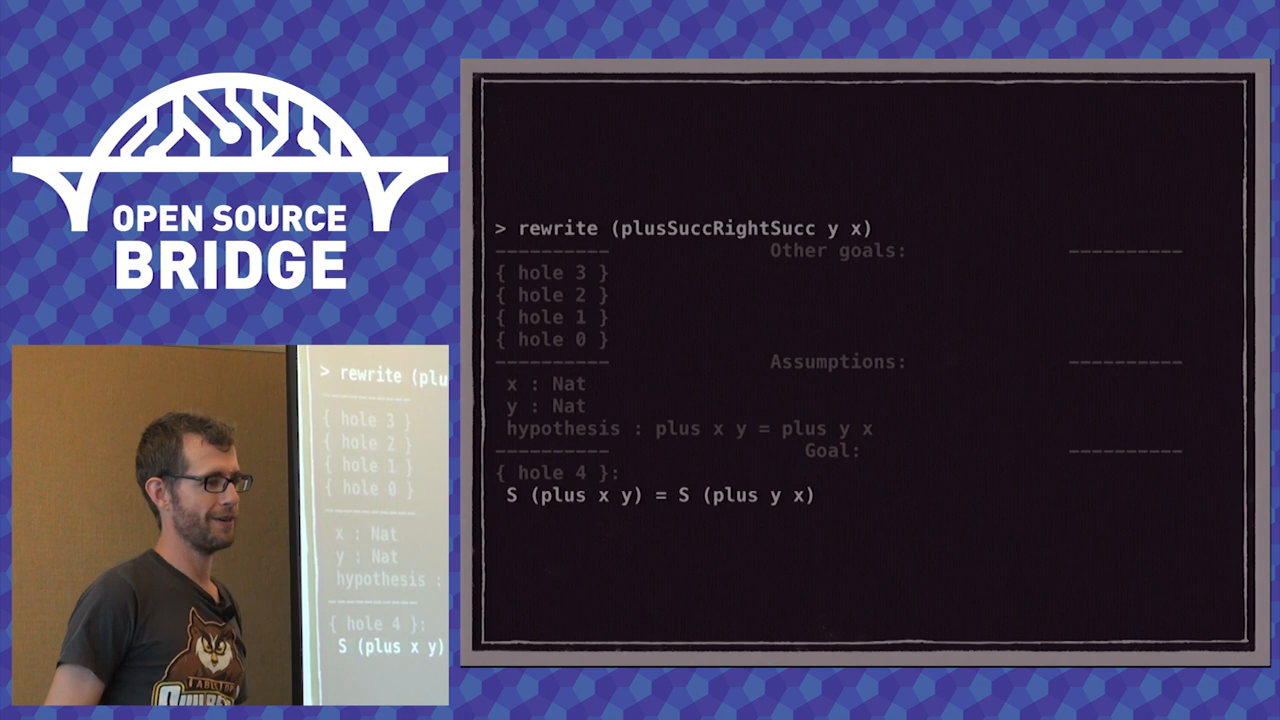 OPEN SOURCE
BRIDGE
> rewrite (plusSuccRightSucc y x)
---------- Other goals: ----------
{ hole 3 }
{ hole 2 }
{ hole 1 }
{ hole 0 }
---------- Assumptions: ----------
x : Nat
y : Nat
hypothesis : plus x y = plus y x
---------- Goal: ----------
{ hole 4 }:
S (plus x y) = S (plus y x)
> rewrite (plu
----------
{ hole 3 }
{ hole 2 }
{ hole 1 }
{ hole 0 }
----------
x : Nat
y : Nat
hypothesis :
----------
{ hole 4 }:
S (plus x y)
TABLETOP